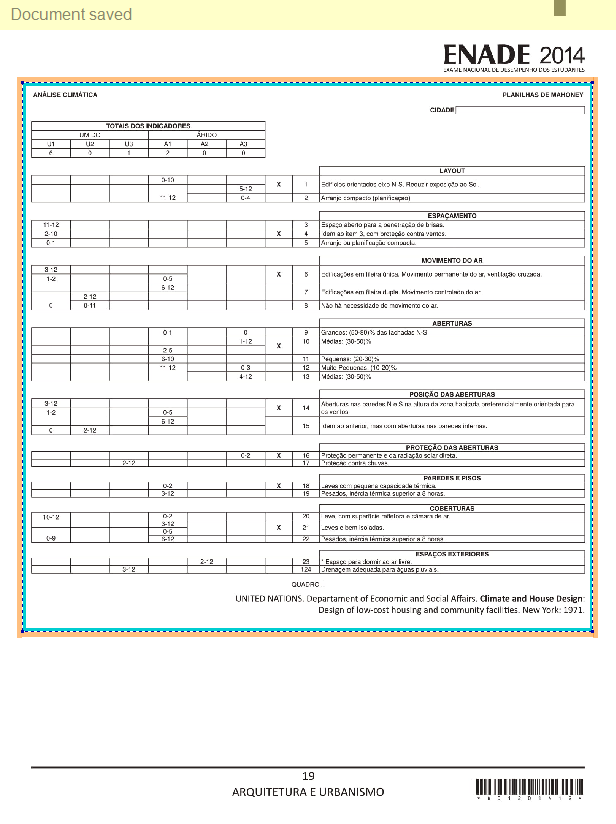 Document saved
ENADE 2014
EXAME NACIONAL DE DESEMPENHO DOS ESTUDANTES
ANÁLISE CLIMÁTICA
PLANILHAS DE MAHONEY
CIDADE
TOTAIS DOS INDICADORES
ÚMIDO ÁRIDO
U1 U2 U3 A1 A2 A3
6 0 1 2 0 0
LAYOUT
0-10
X 1 Edifícios orientados eixo N-S. Reduzir exposição ao Sol.
5-12
11-12 0-4 2 Arranjo compacto (planificação)
ESPAÇAMENTO
11-12 3 Espaço aberto para a penetração de brisas.
2-10 X 4 Idem ao item 3, com proteção contra ventos.
0-1 5 Arranjo ou planificação compacta.
MOVIMENTO DO AR
3-12
X 6 Edificações em fileira única. Movimento permanente do ar, ventilação cruzada.
1-2 0-5
6-12
7 Edificações em fileira dupla. Movimento controlado do ar
2-12
0 0-11 8 Não há necessidade do movimento do ar.
ABERTURAS
0-1 0 9 Grandes: (50-80)% das fachadas N-S.
1-12 10 Médias: (30-50)%
X
2-5
6-10 11 Pequenas: (20-30)%
11-12 0-3 12 Muito Pequenas: (10-20)%
4-12 13 Médias: (30-50)%
POSIÇÃO DAS ABERTURAS
3-12
X 14 Aberturas nas paredes N e S na altura da zona habitada preferencialmente orientada para
1-2 0-5 os ventos
6-12
15 Idem ao anterior, mas com aberturas nas paredes internas.
0 2-12
PROTEÇÃO DAS ABERTURAS
0-2 X 16 Proteção permanente e da radiação solar direta.
2-12 17 Proteção contra chuvas.
PAREDES E PISOS
0-2 X 18 Leves com pequena capacidade térmica.
3-12 19 Pesados, inércia térmica superior a 8 horas.
COBERTURAS
10-12 0-2 20 Leve, com superfície refletora e câmara de ar.
3-12
X 21 Leves e bem isoladas.
0-5
0-9 6-12 22 Pesados, inércia térmica superior a 8 horas.
ESPAÇOS EXTERIORES
2-12 23 * Espaço para dormir ao ar livre.
3-12 124 Drenagem adequada para águas pluviais.
QUADRO
UNITED NATIONS. Departament of Economic and Social Affairs. Climate and House Design:
Design of low-cost housing and community facilities. New York: 1971.
19
ARQUITETURA E URBANISMO